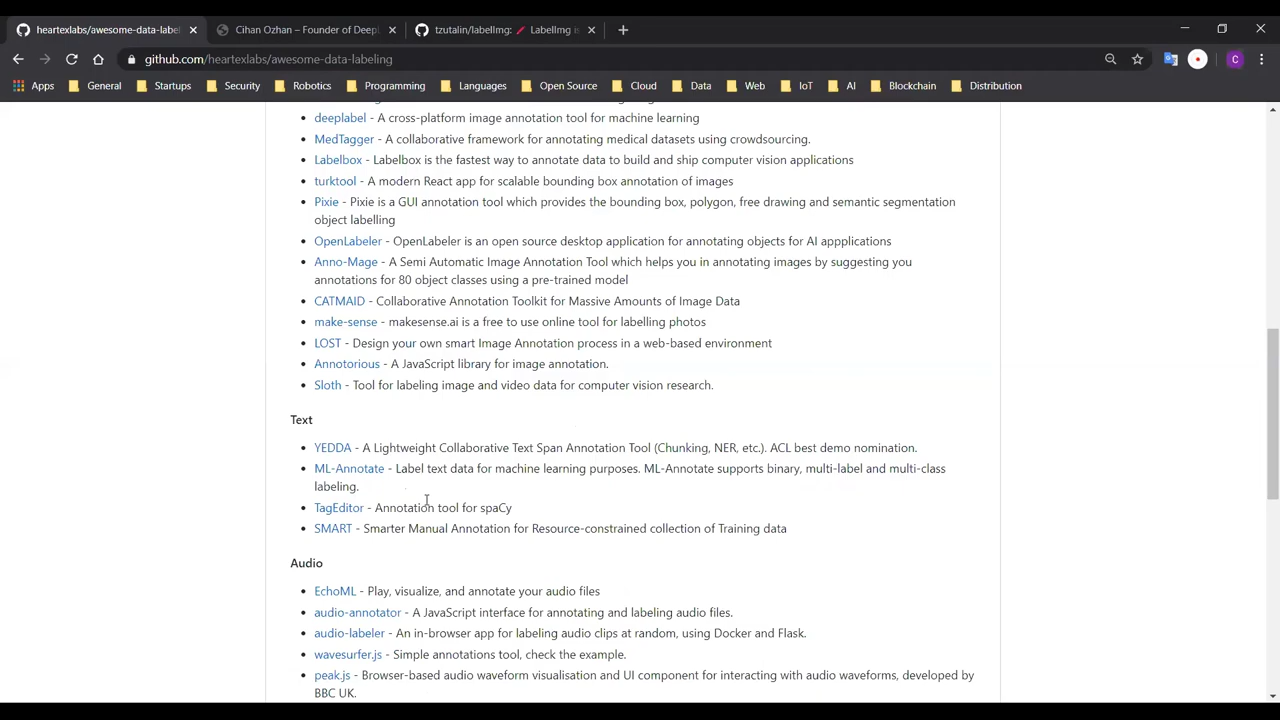 heartexlabs/awesome-data-label
Cihan Ozhan – Founder of DeepL
tzutalin/labelImg: LabelImg is
github.com/heartexlabs/awesome-data-labeling
C
Apps General Startups Security Robotics Programming Languages Open Source Cloud Data Web IoT AI Blockchain Distribution
deeplabel - A cross-platform image annotation tool for machine learning
MedTagger - A collaborative framework for annotating medical datasets using crowdsourcing.
Labelbox - Labelbox is the fastest way to annotate data to build and ship computer vision applications
turktool - A modern React app for scalable bounding box annotation of images
Pixie - Pixie is a GUI annotation tool which provides the bounding box, polygon, free drawing and semantic segmentation
object labelling
OpenLabeler - OpenLabeler is an open source desktop application for annotating objects for AI appplications
Anno-Mage - A Semi Automatic Image Annotation Tool which helps you in annotating images by suggesting you
annotations for 80 object classes using a pre-trained model
CATMAID - Collaborative Annotation Toolkit for Massive Amounts of Image Data
make-sense - makesense.ai is a free to use online tool for labelling photos
LOST - Design your own smart Image Annotation process in a web-based environment
Annotorious - A JavaScript library for image annotation.
Sloth - Tool for labeling image and video data for computer vision research.
Text
YEDDA - A Lightweight Collaborative Text Span Annotation Tool (Chunking, NER, etc.). ACL best demo nomination.
ML-Annotate - Label text data for machine learning purposes. ML-Annotate supports binary, multi-label and multi-class
labeling.
TagEditor - Annotation tool for spaCy
SMART - Smarter Manual Annotation for Resource-constrained collection of Training data
Audio
EchoML - Play, visualize, and annotate your audio files
audio-annotator - A JavaScript interface for annotating and labeling audio files.
audio-labeler - An in-browser app for labeling audio clips at random, using Docker and Flask.
wavesurfer.js - Simple annotations tool, check the example.
peak.js - Browser-based audio waveform visualisation and UI component for interacting with audio waveforms, developed by
BBC UK.